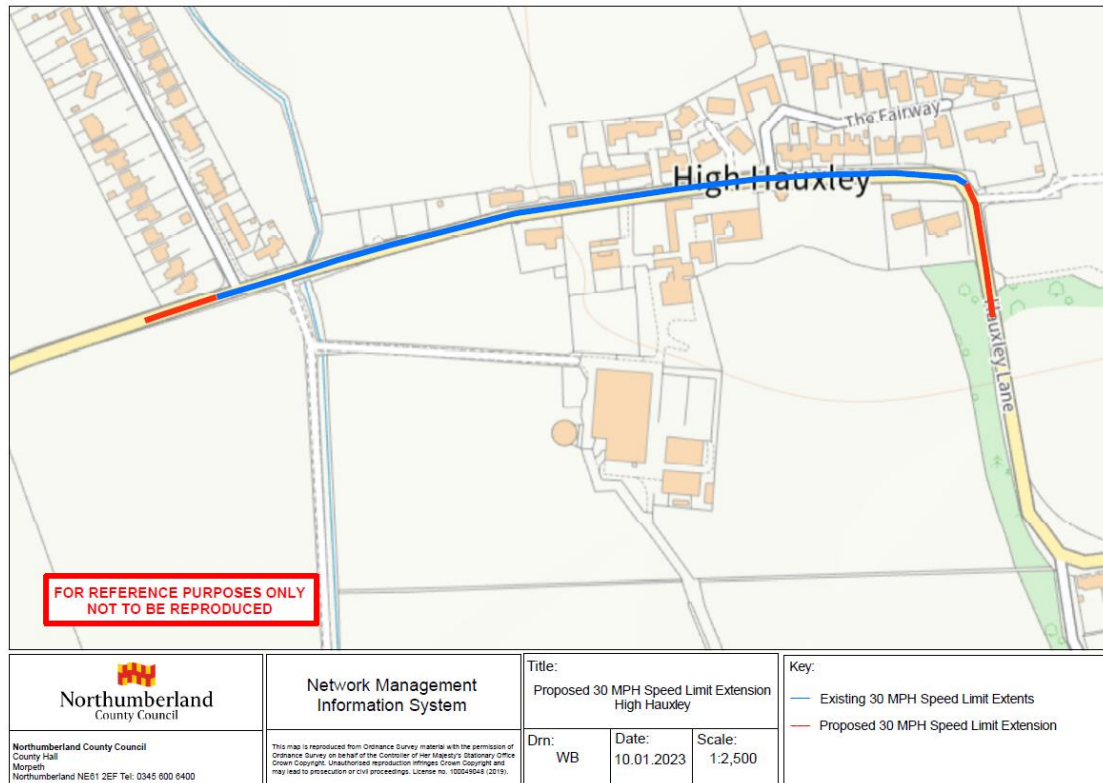 The Fairway
High Hauxley
Hauxley Lane
FOR REFERENCE PURPOSES ONLY
NOT TO BE REPRODUCED
Northumberland
County Council
Northumberland County Council
County Hall
Morpeth
Northumberland NE61 2EF Tel: 0345 600 6400
Network Management
Information System
This map is reproduced from Ordnance Survey material with the permission of
Ordnance Survey on behalf of the Controller of Her Majesty's Stationary Office
Crown Copyright. Unauthorised reproduction infringes Crown Copyright and
may lead to prosecution or civil proceedings. License no. 100049048 (2019).
Title:
Proposed 30 MPH Speed Limit Extension
High Hauxley
Drn:
WB
Date:
10.01.2023
Scale:
1:2,500
Key:
Existing 30 MPH Speed Limit Extents
Proposed 30 MPH Speed Limit Extension